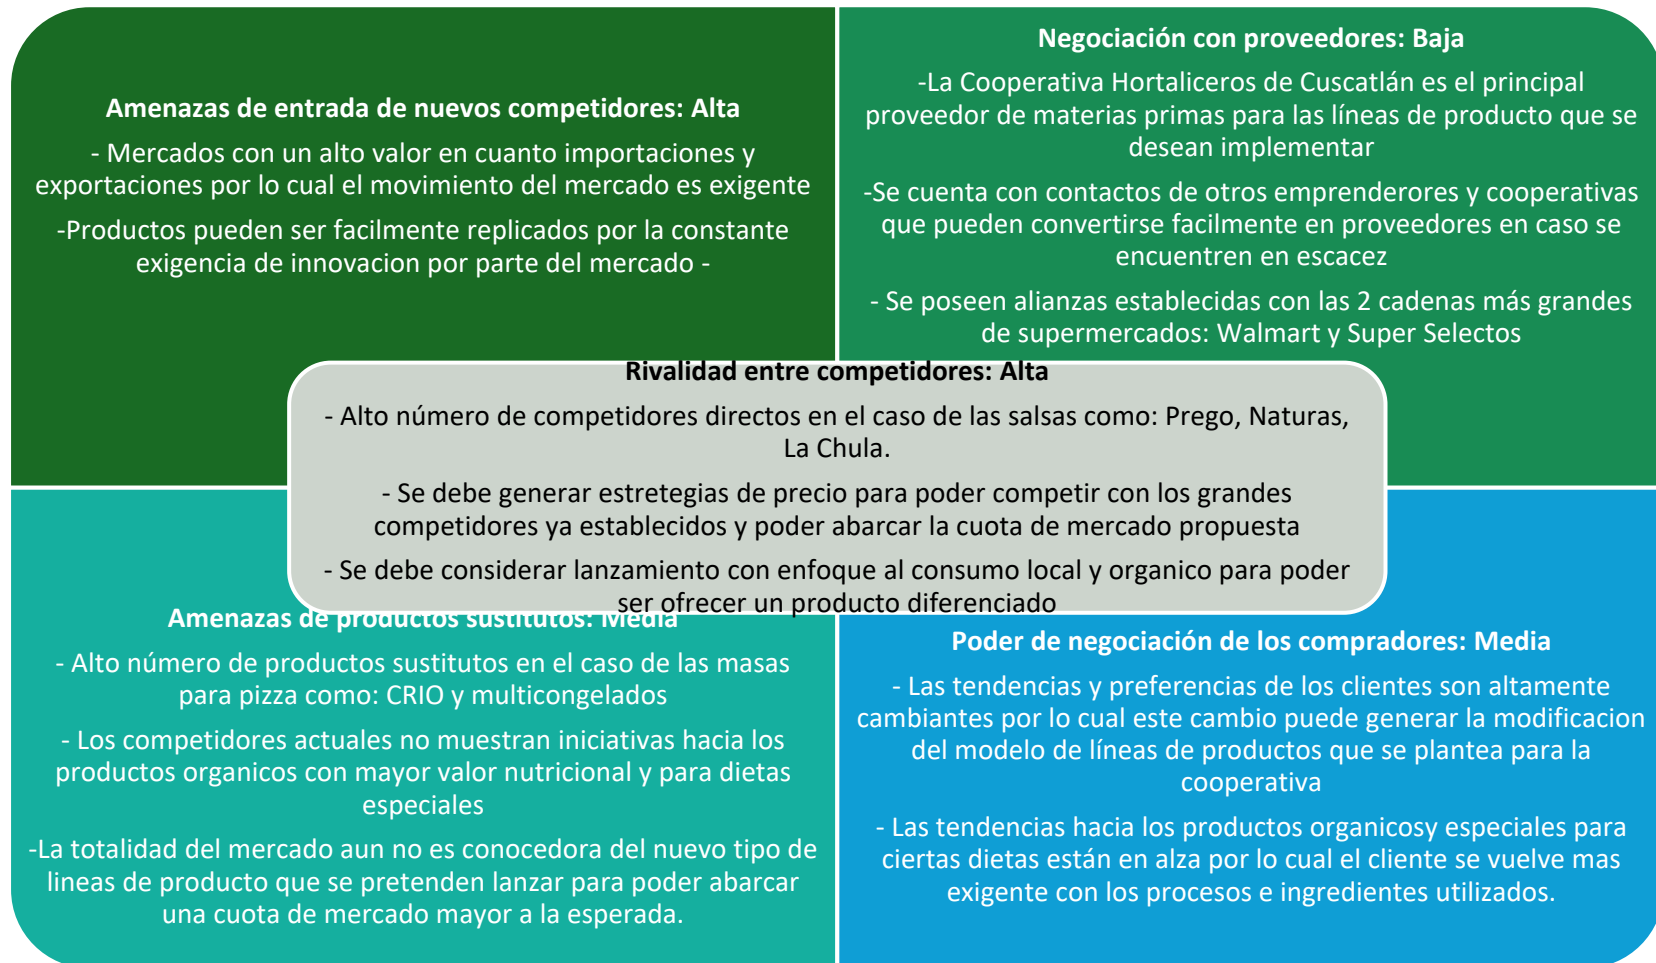 Amenazas de entrada de nuevos competidores: Alta
- Mercados con un alto valor en cuanto importaciones y
exportaciones por lo cual el movimiento del mercado es exigente
-Productos pueden ser facilmente replicados por la constante
exigencia de innovacion por parte del mercado -
Negociación con proveedores: Baja
-La Cooperativa Hortaliceros de Cuscatlán es el principal
proveedor de materias primas para las líneas de producto que se
desean implementar
-Se cuenta con contactos de otros emprenderores y cooperativas
que pueden convertirse facilmente en proveedores en caso se
encuentren en escacez
- Se poseen alianzas establecidas con las 2 cadenas más grandes
de supermercados: Walmart y Super Selectos
Rivalidad entre competidores: Alta
- Alto número de competidores directos en el caso de las salsas como: Prego, Naturas,
La Chula.
- Se debe generar estretegias de precio para poder competir con los grandes
competidores ya establecidos y poder abarcar la cuota de mercado propuesta
- Se debe considerar lanzamiento con enfoque al consumo local y organico para poder
ser ofrecer un producto diferenciado
Amenazas de productos sustitutos: Media
- Alto número de productos sustitutos en el caso de las masas
para pizza como: CRIO y multicongelados
- Los competidores actuales no muestran iniciativas hacia los
productos organicos con mayor valor nutricional y para dietas
especiales
-La totalidad del mercado aun no es conocedora del nuevo tipo de
lineas de producto que se pretenden lanzar para poder abarcar
una cuota de mercado mayor a la esperada.
Poder de negociación de los compradores: Media
- Las tendencias y preferencias de los clientes son altamente
cambiantes por lo cual este cambio puede generar la modificacion
del modelo de líneas de productos que se plantea para la
cooperativa
- Las tendencias hacia los productos organicosy especiales para
ciertas dietas están en alza por lo cual el cliente se vuelve mas
exigente con los procesos e ingredientes utilizados.